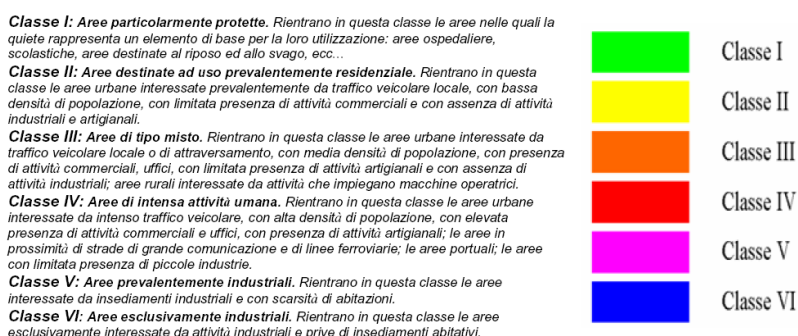 Classe I: Aree particolarmente protette. Rientrano in questa classe le aree nelle quali la
quiete rappresenta un elemento di base per la loro utilizzazione: aree ospedaliere,
scolastiche, aree destinate al riposo ed allo svago, ecc...
Classe II: Aree destinate ad uso prevalentemente residenziale. Rientrano in questa
classe le aree urbane interessate prevalentemente da traffico veicolare locale, con bassa
densità di popolazione, con limitata presenza di attività commerciali e con assenza di attività
industriali e artigianali.
Classe III: Aree di tipo misto. Rientrano in questa classe le aree urbane interessate da
traffico veicolare locale o di attraversamento, con media densità di popolazione, con presenza
di attività commerciali, uffici, con limitata presenza di attività artigianali e con assenza di
attività industriali; aree rurali interessate da attività che impiegano macchine operatrici.
Classe IV: Aree di intensa attività umana. Rientrano in questa classe le aree urbane
interessate da intenso traffico veicolare, con alta densità di popolazione, con elevata
presenza di attività commerciali e uffici, con presenza di attività artigianali; le aree in
prossimità di strade di grande comunicazione e di linee ferroviarie; le aree portuali; le aree
con limitata presenza di piccole industrie.
Classe V: Aree prevalentemente industriali. Rientrano in questa classe le aree
interessate da insediamenti industriali e con scarsità di abitazioni.
Classe VI: Aree esclusivamente industriali. Rientrano in questa classe le aree
esclusivamente interessate da attività industriali e prive di insediamenti abitativi.
Classe I
Classe II
Classe III
Classe IV
Classe V
Classe VI